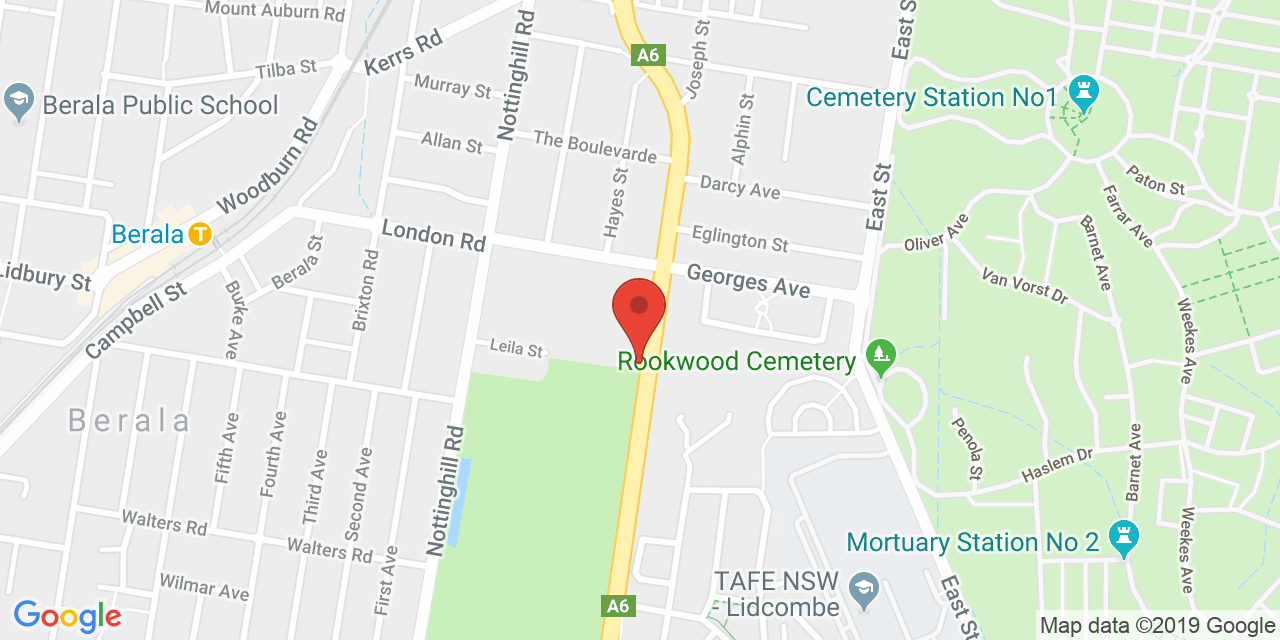 Mount Auburn Rd
Kerrs Rd
Tilba St
Murray St
Nottinghill Rd
A6
Joseph St
East St
Berala Public School
Cemetery Station No1
Allan St
The Boulevarde
Alphin St
Woodburn Rd
Darcy Ave
Paton St
Hayes St
East St
Farrar Ave
Berala
T
London Rd
Eglington St
Oliver Ave
Barnet Ave
Lidbury St
Berala St
Brixton Rd
Georges Ave
Van Vorst Dr
Burke Ave
Campbell St
Weekes Ave
Leila St
Rookwood Cemetery
Berala
Fifth Ave
Fourth Ave
Third Ave
Second Ave
Nottinghill Rd
Penola St
Haslem Dr
Barnet Ave
Walters Rd
Walters Rd
Mortuary Station No 2
Weekes Ave
Wilmar Ave
First Ave
TAFE NSW
- Lidcombe
East St
A6
Google
Map data ©2019 Google